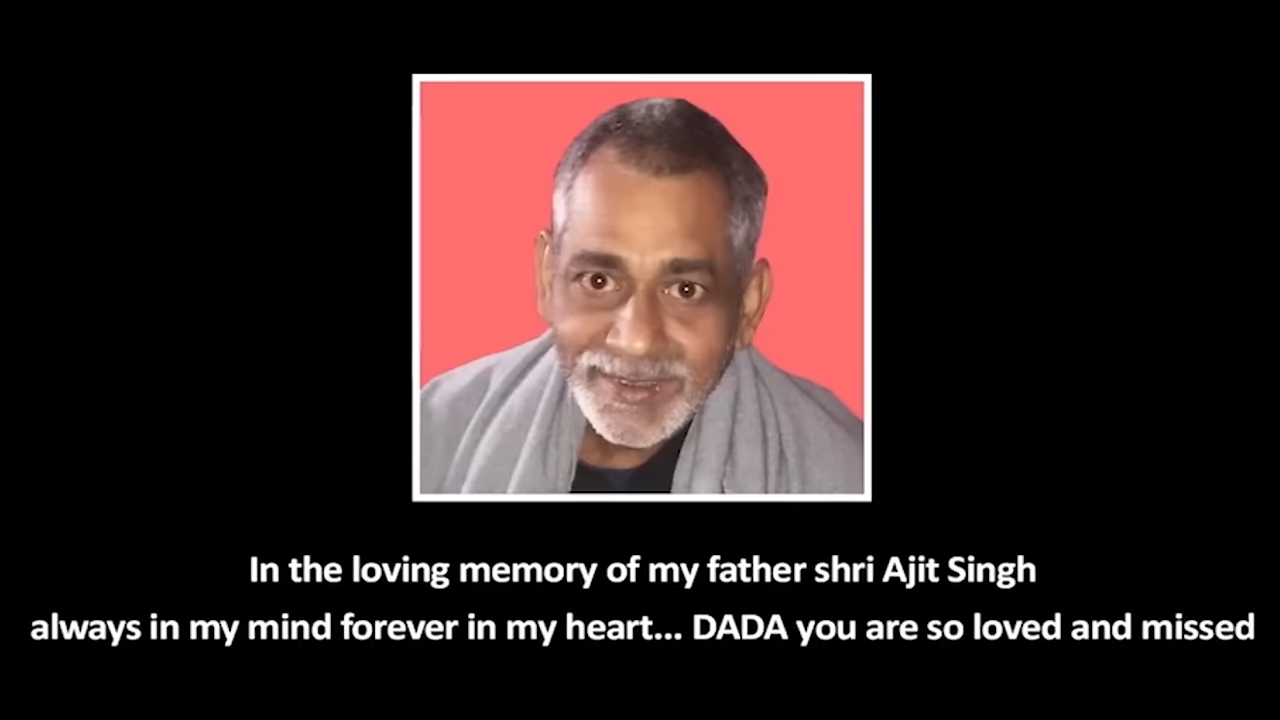 In the loving memory of my father shri Ajit Singh
always in my mind forever in my heart... DADA you are so loved and missed